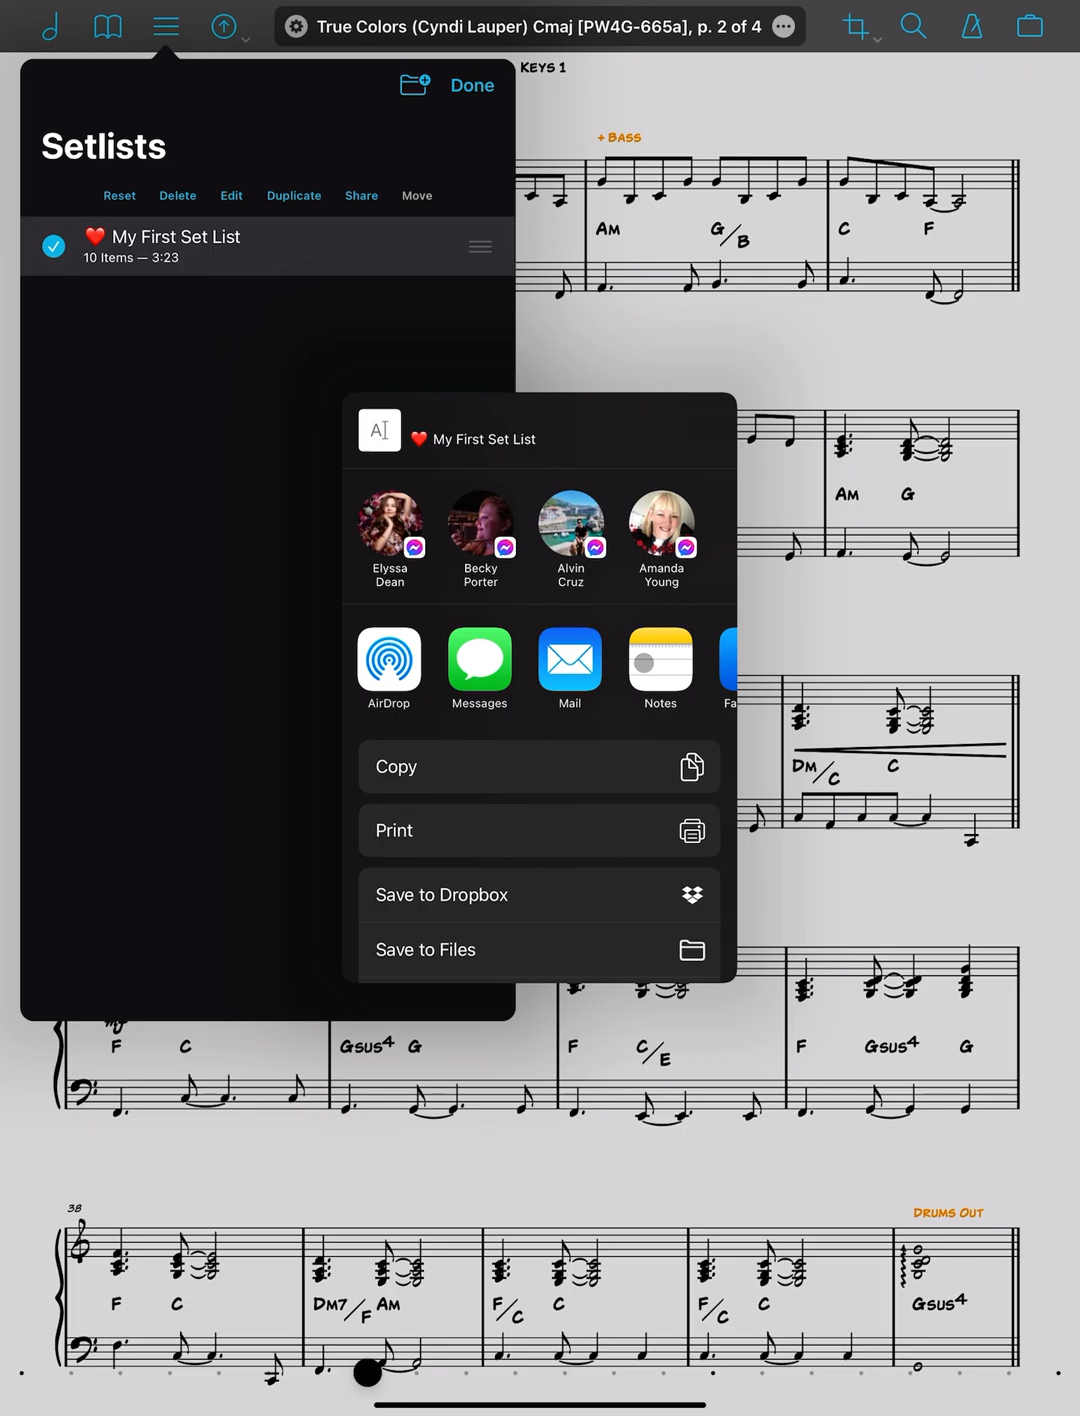 True Colors (Cyndi Lauper) Cmaj [PW4G-665a], p. 2 of 4
KEYS 1
Done
Setlists
+ BASS
Reset Delete Edit Duplicate Share Move
❤️ My First Set List
10 Items — 3:23
AM G/B C F
A
❤️ My First Set List
AM G
Elyssa Dean
Becky Porter
Alvin Cruz
Amanda Young
AirDrop Messages Mail Notes Fa
Copy
DM/C C
Print
Save to Dropbox
Save to Files
mf
F C GSUS4 G F C/E F GSUS4 G
38
DRUMS OUT
F C DM7/F AM F/C C F/C C GSUS4